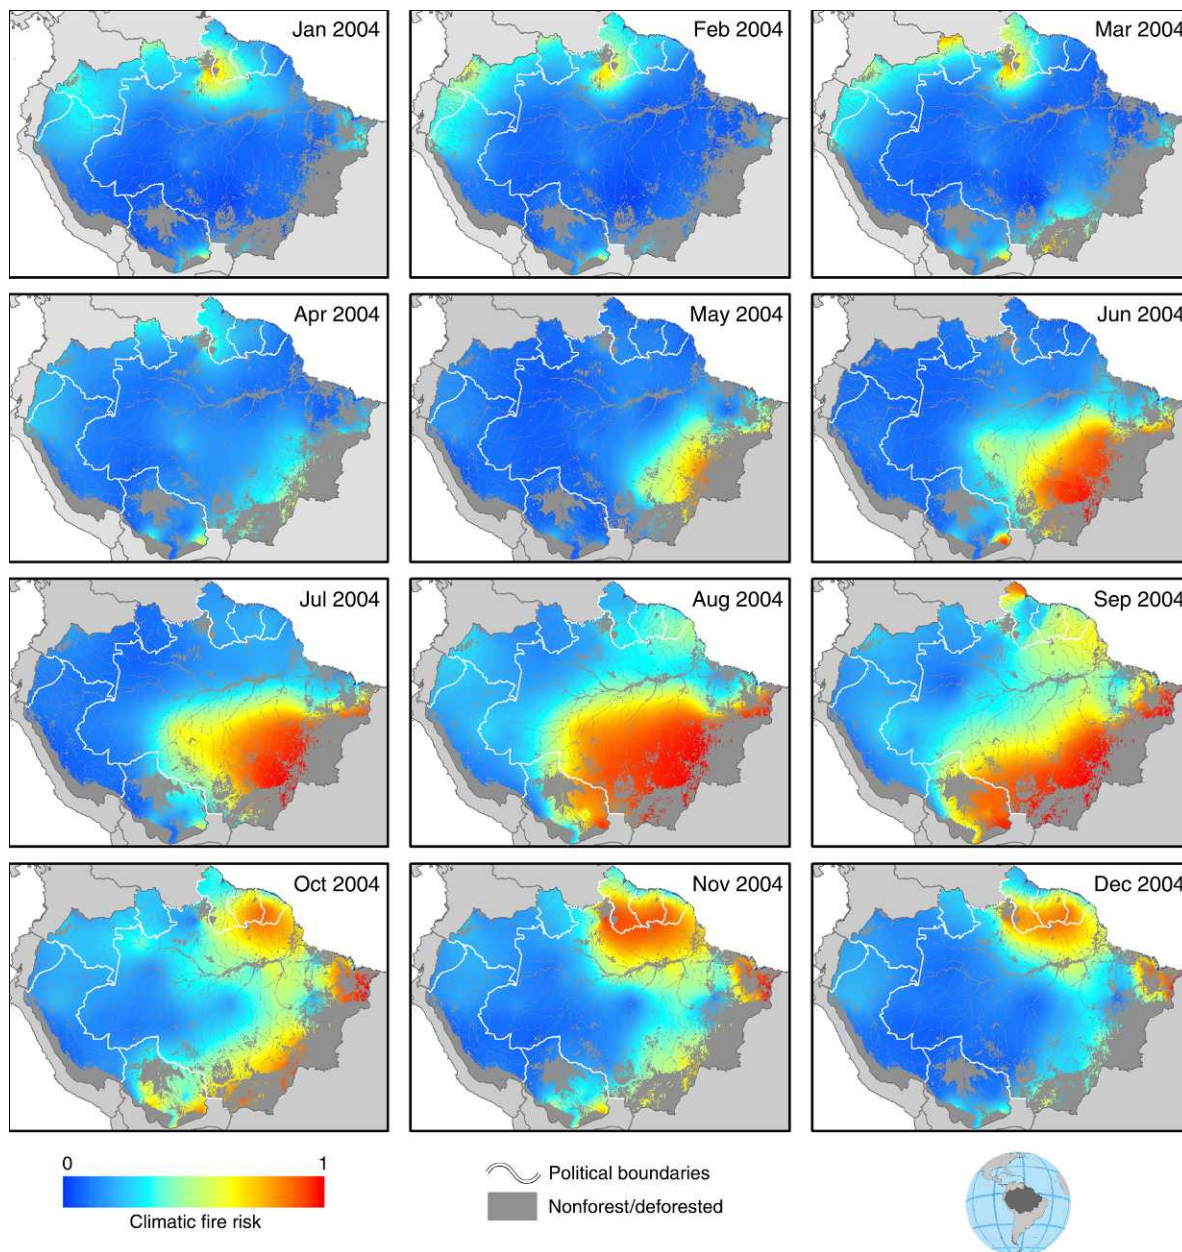 Jan 2004
Feb 2004
Mar 2004
Apr 2004
May 2004
Jun 2004
Jul 2004
Aug 2004
Sep 2004
Oct 2004
Nov 2004
Dec 2004
0 1
Climatic fire risk
Political boundaries
Nonforest/deforested